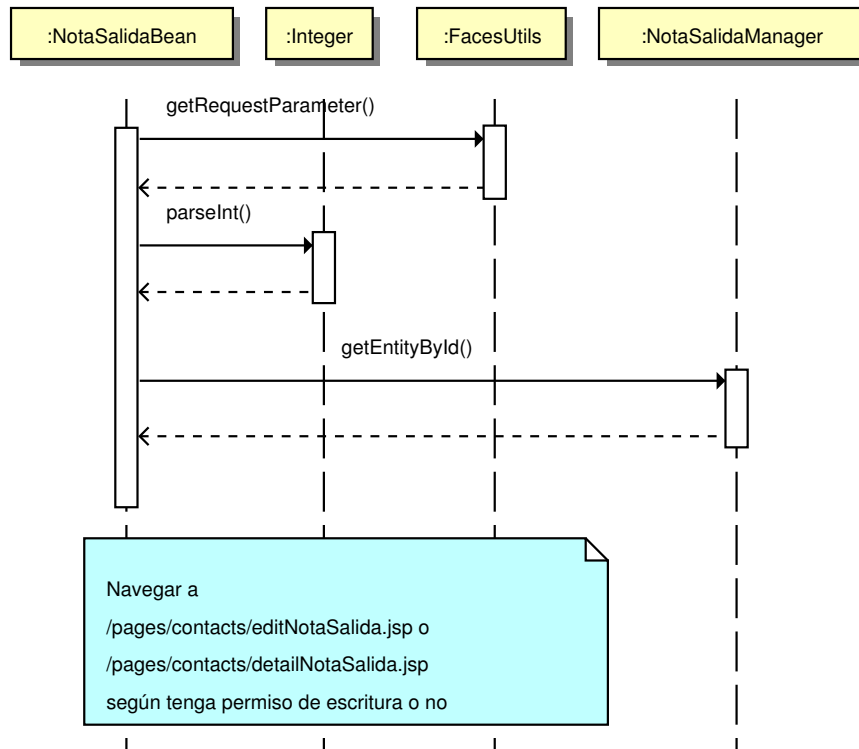 :NotaSalidaBean
:Integer
:FacesUtils
:NotaSalidaManager
getRequestParameter()
parseInt()
getEntityById()
Navegar a
/pages/contacts/editNotaSalida.jsp o
/pages/contacts/detailNotaSalida.jsp
según tenga permiso de escritura o no